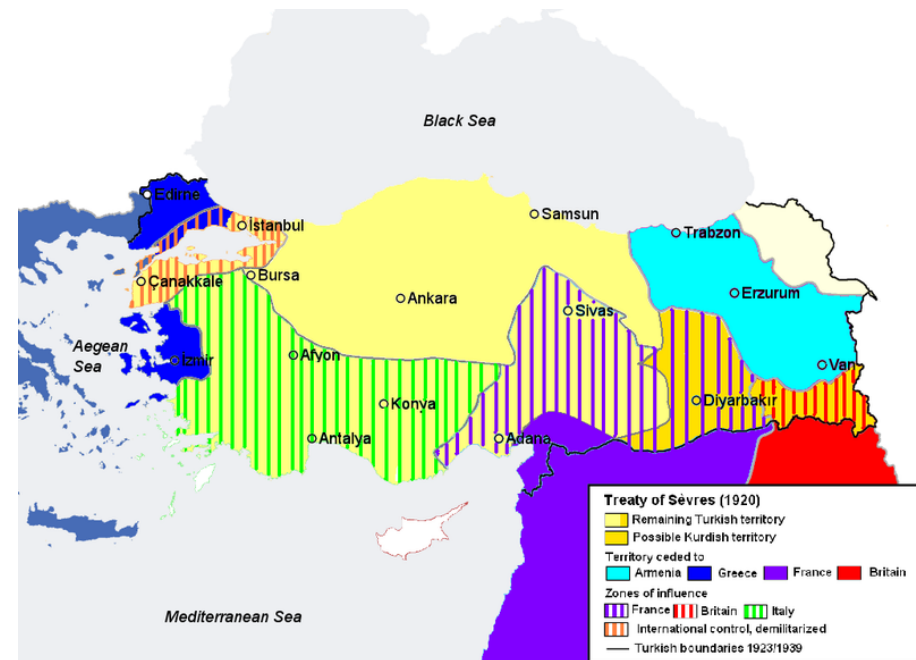 Black Sea
Edirne
İstanbul
Samsun
Trabzon
Çanakkale
Bursa
Ankara
Sivas
Erzurum
Aegean
Sea
İzmir
Afyon
Van
Konya
Diyarbakır
Antalya
Adana
Mediterranean Sea
Treaty of Sèvres (1920)
Remaining Turkish territory
Possible Kurdish territory
Territory ceded to
Armenia Greece France Britain
Zones of influence
France Britain Italy
International control, demilitarized
Turkish boundaries 1923/1939